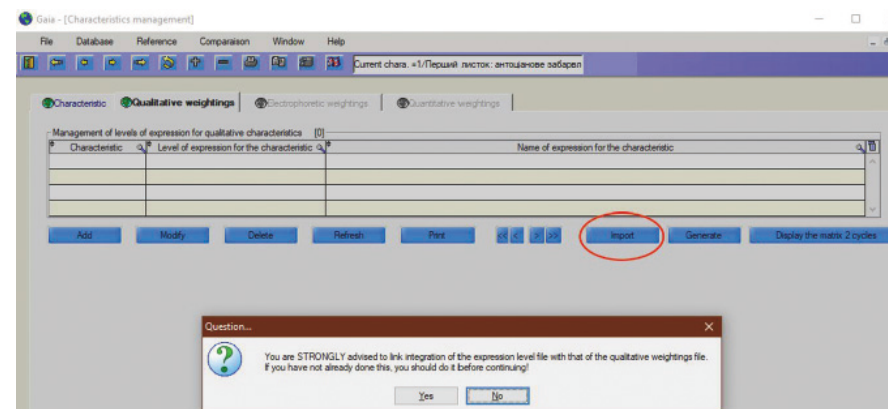 Gaia - [Characteristics management]
File Database Reference Comparaison Window Help
Current chara. =1/Перший листок: антоціанове забарвл
Characteristic Qualitative weightings Electrophoretic weightings Quantitative weightings
Management of levels of expression for qualitative characteristics [0]
Characteristic Level of expression for the characteristic Name of expression for the characteristic
Add Modify Delete Refresh Print << < > >> Import Generate Display the matrix 2 cycles
Question...
You are STRONGLY advised to link integration of the expression level file with that of the qualitative weightings file.
If you have not already done this, you should do it before continuing!
Yes No